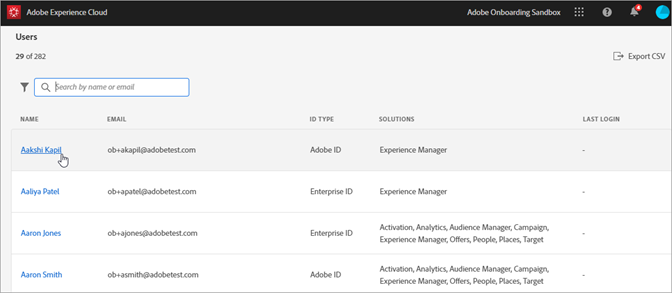 Adobe Experience Cloud
Adobe Onboarding Sandbox
4
Users
29 of 282
Export CSV
Search by name or email
NAME EMAIL ID TYPE SOLUTIONS LAST LOGIN
Aakshi Kapil ob+akapil@adobetest.com Adobe ID Experience Manager -
Aaliya Patel ob+apatel@adobetest.com Enterprise ID Experience Manager -
Aaron Jones ob+ajones@adobetest.com Enterprise ID Activation, Analytics, Audience Manager, Campaign, -
Experience Manager, Offers, People, Places, Target
Aaron Smith ob+asmith@adobetest.com Adobe ID Activation, Analytics, Audience Manager, Campaign, -
Experience Manager, Offers, People, Places, Target